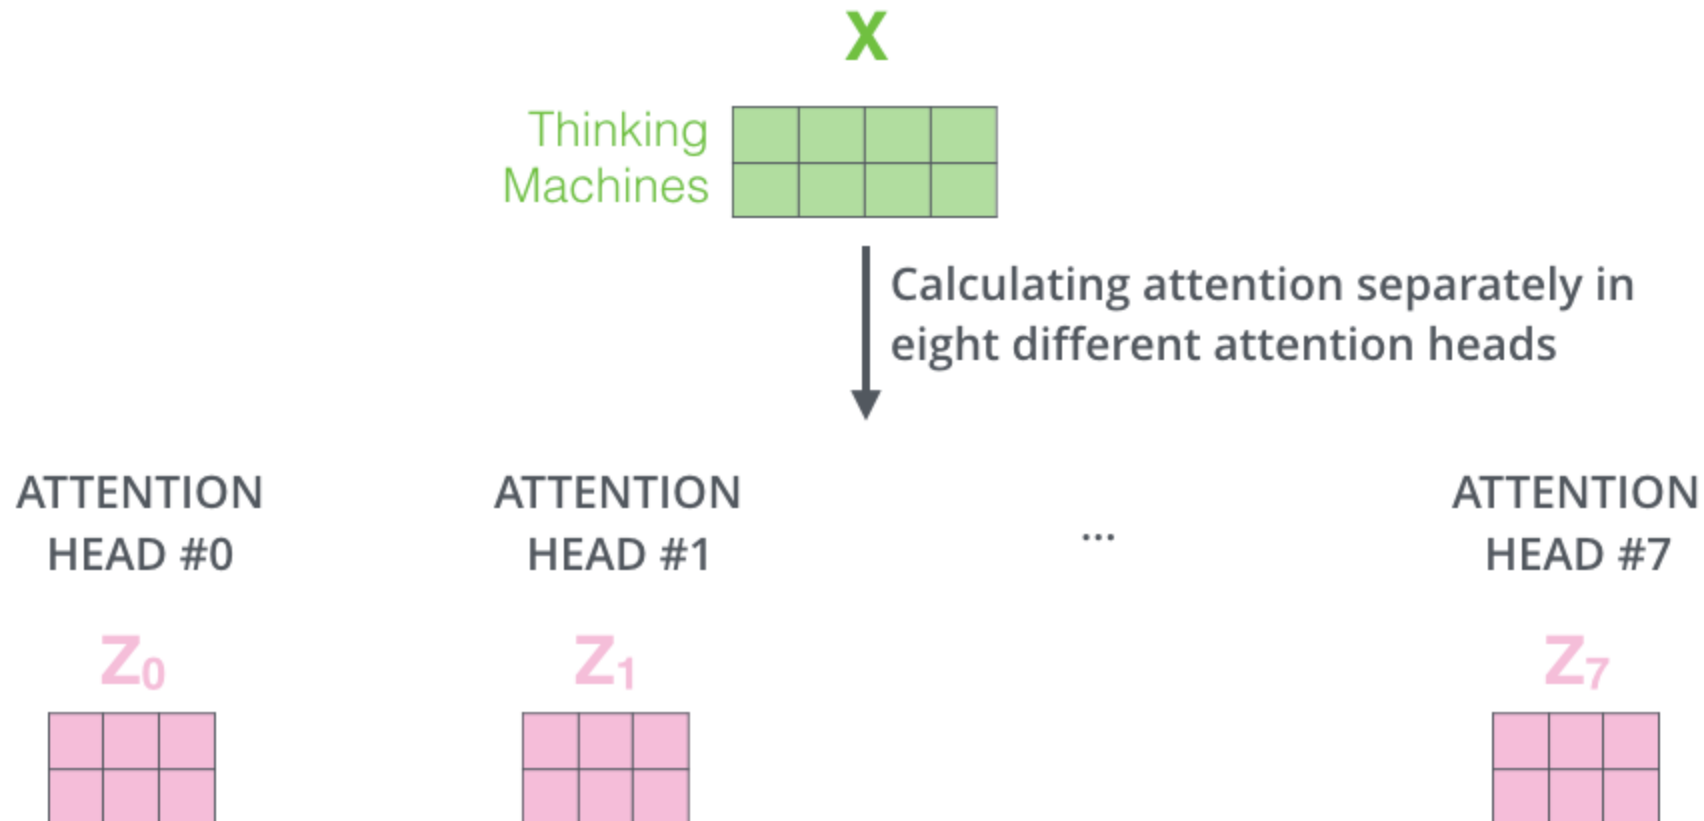 X
Thinking
Machines
Calculating attention separately in
eight different attention heads
ATTENTION
HEAD #0
ATTENTION
HEAD #1
...
ATTENTION
HEAD #7
Z0
Z1
Z7